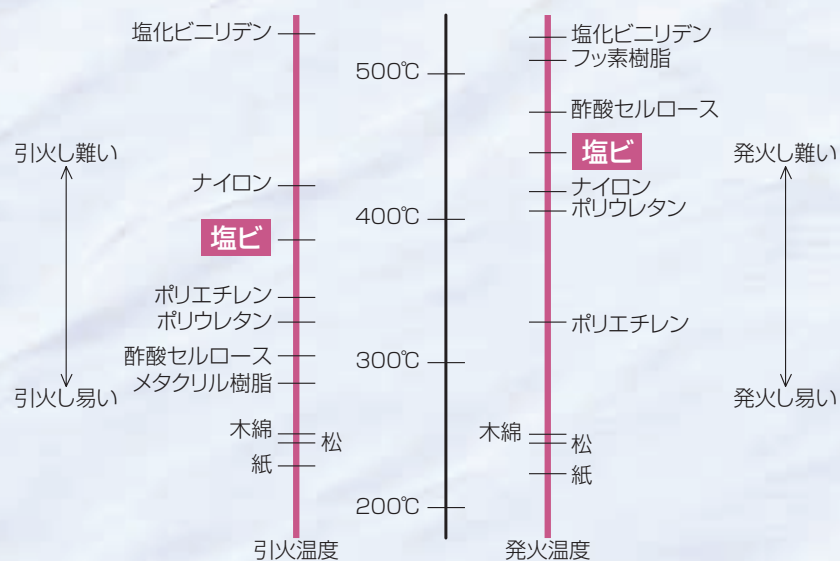 塩化ビニリデン
引火し難い
ナイロン
塩ビ
ポリエチレン
ポリウレタン
酢酸セルロース
メタクリル樹脂
引火し易い
木綿
松
紙
引火温度
500℃
400℃
300℃
200℃
塩化ビニリデン
フッ素樹脂
酢酸セルロース
塩ビ
発火し難い
ナイロン
ポリウレタン
ポリエチレン
発火し易い
木綿
松
紙
発火温度